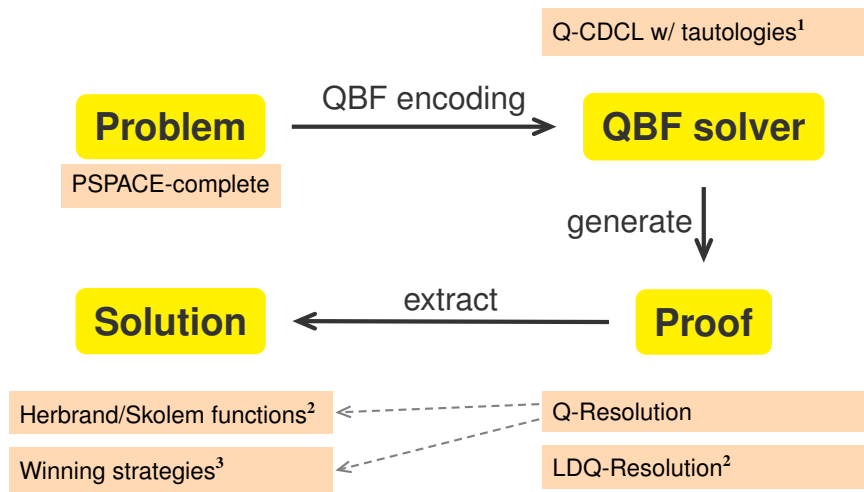 Q-CDCL w/ tautologies¹
QBF encoding
Problem
QBF solver
PSPACE-complete
generate
extract
Solution
Proof
Herbrand/Skolem functions²
Q-Resolution
Winning strategies³
LDQ-Resolution²